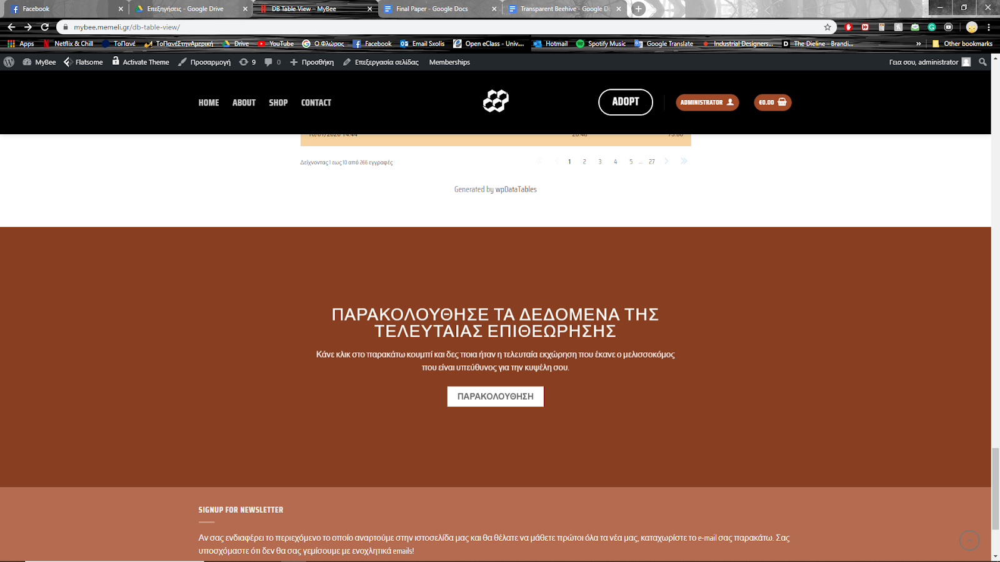 Facebook
Επεξηγήσεις - Google Drive
DB Table View – MyBee
Final Paper - Google Docs
Transparent Beehive - Google Do
mybee.memeli.gr/db-table-view/
Apps Netflix & Chill ΤοΠανέ ΤοΠανέΣτηνΑμερική Drive YouTube Ο Φλώρος Facebook Email Sxolis Open eClass - Univ... Hotmail Spotify Music Google Translate Industrial Designers... The Dieline - Brandi... » Other bookmarks
MyBee Flatsome Activate Theme Προσαρμογή 9 0 Προσθήκη Επεξεργασία σελίδας Memberships Γεια σου, administrator
HOME ABOUT SHOP CONTACT ADOPT ADMINISTRATOR €0.00
Δείχνοντας 1 εως 10 από 266 εγγραφές 1 2 3 4 5 ... 27
Generated by wpDataTables
ΠΑΡΑΚΟΛΟΥΘΗΣΕ ΤΑ ΔΕΔΟΜΕΝΑ ΤΗΣ
ΤΕΛΕΥΤΑΙΑΣ ΕΠΙΘΕΩΡΗΣΗΣ
Κάνε κλικ στο παρακάτω κουμπί και δες ποια ήταν η τελευταία εκχώρηση που έκανε ο μελισσοκόμος
που είναι υπεύθυνος για την κυψέλη σου.
ΠΑΡΑΚΟΛΟΥΘΗΣΗ
SIGNUP FOR NEWSLETTER
Αν σας ενδιαφέρει το περιεχόμενο το οποίο αναρτούμε στην ιστοσελίδα μας και θα θέλατε να μάθετε πρώτοι όλα τα νέα μας, καταχωρίστε το e-mail σας παρακάτω. Σας
υποσχόμαστε ότι δεν θα σας γεμίσουμε με ενοχλητικά emails!